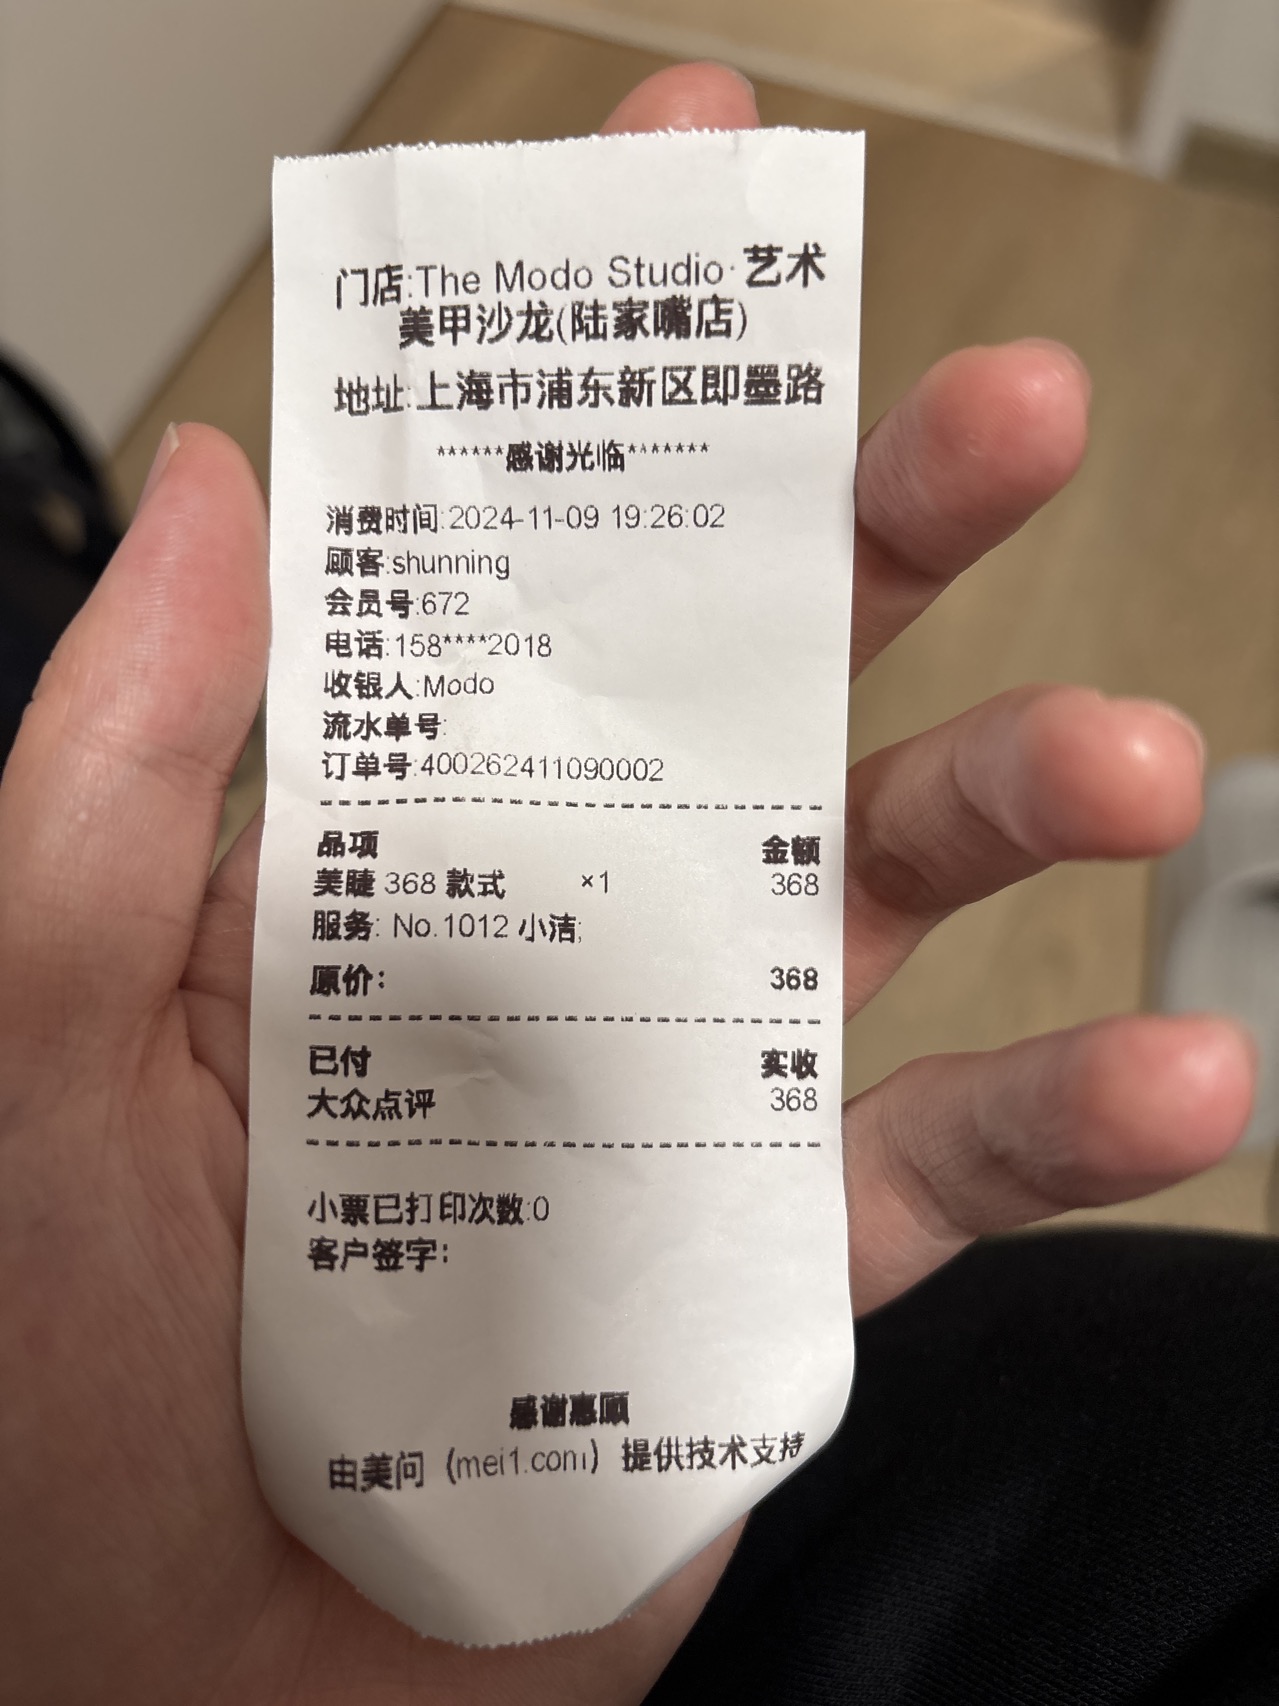 门店:The Modo Studio·艺术
美甲沙龙(陆家嘴店)
地址:上海市浦东新区即墨路
******感谢光临*******
消费时间:2024-11-09 19:26:02
顾客:shunning
会员号:672
电话:158****2018
收银人:Modo
流水单号:
订单号:400262411090002
品项 金额
美睫 368 款式 ×1 368
服务: No.1012 小洁;
原价: 368
已付 实收
大众点评 368
小票已打印次数:0
客户签字:
感谢惠顾
由美问（mei1.com）提供技术支持